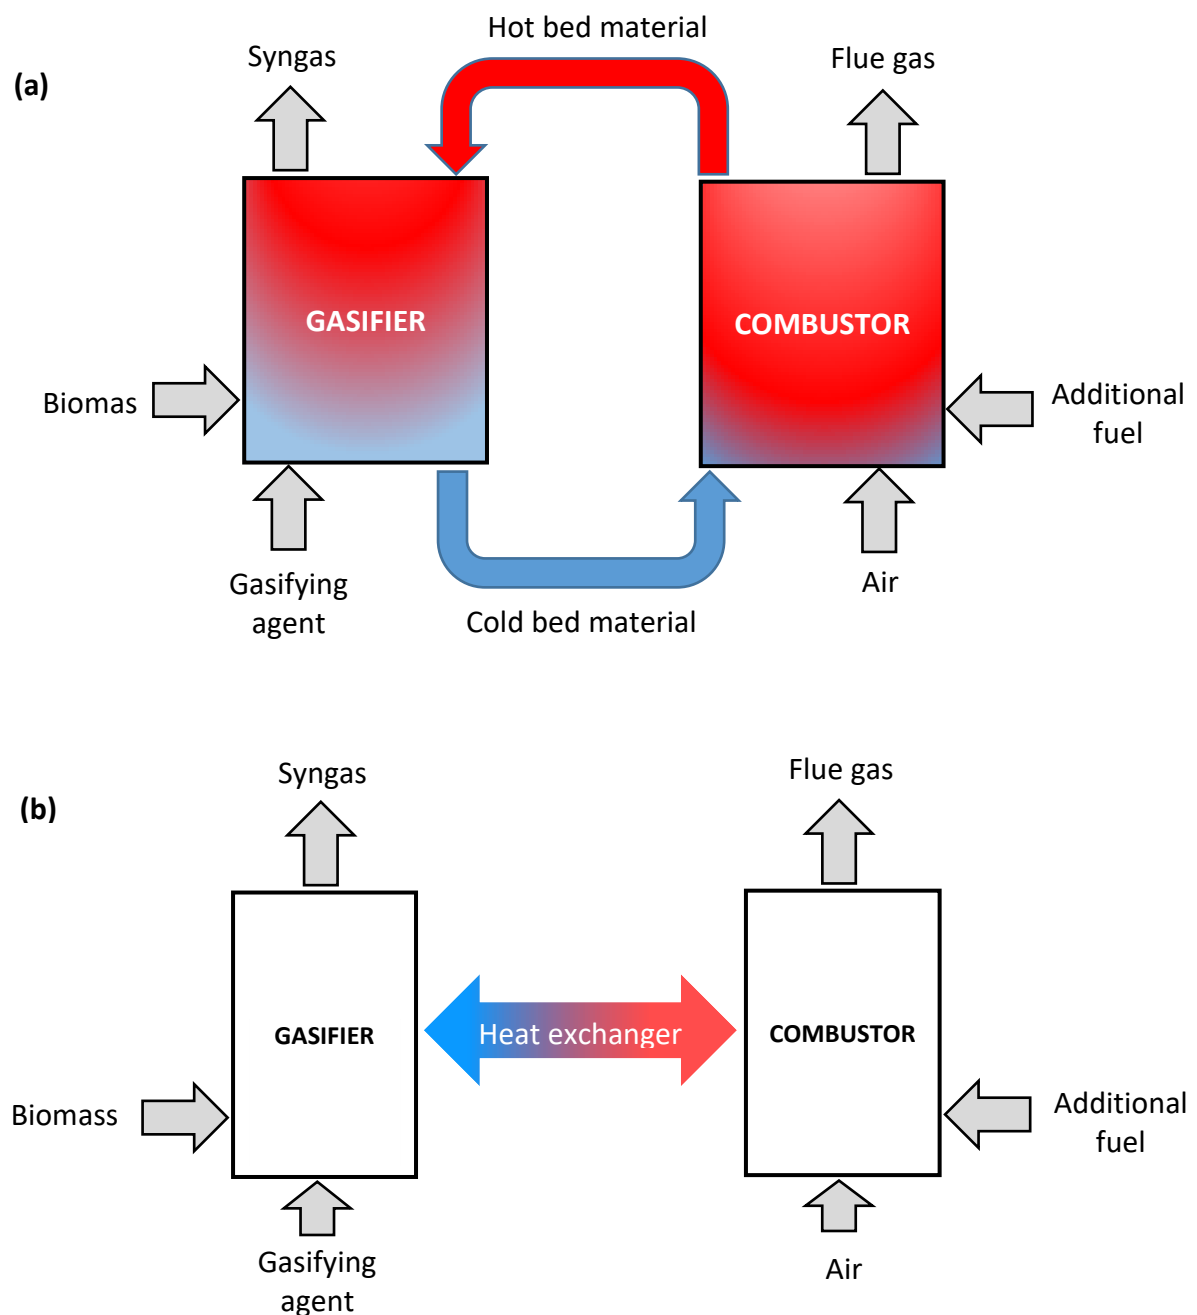 Hot bed material
Syngas
Flue gas
(a)
GASIFIER
COMBUSTOR
Biomas
Additional
fuel
Gasifying
agent
Air
Cold bed material
Syngas
Flue gas
(b)
GASIFIER
Heat exchanger
COMBUSTOR
Biomass
Additional
fuel
Gasifying
agent
Air